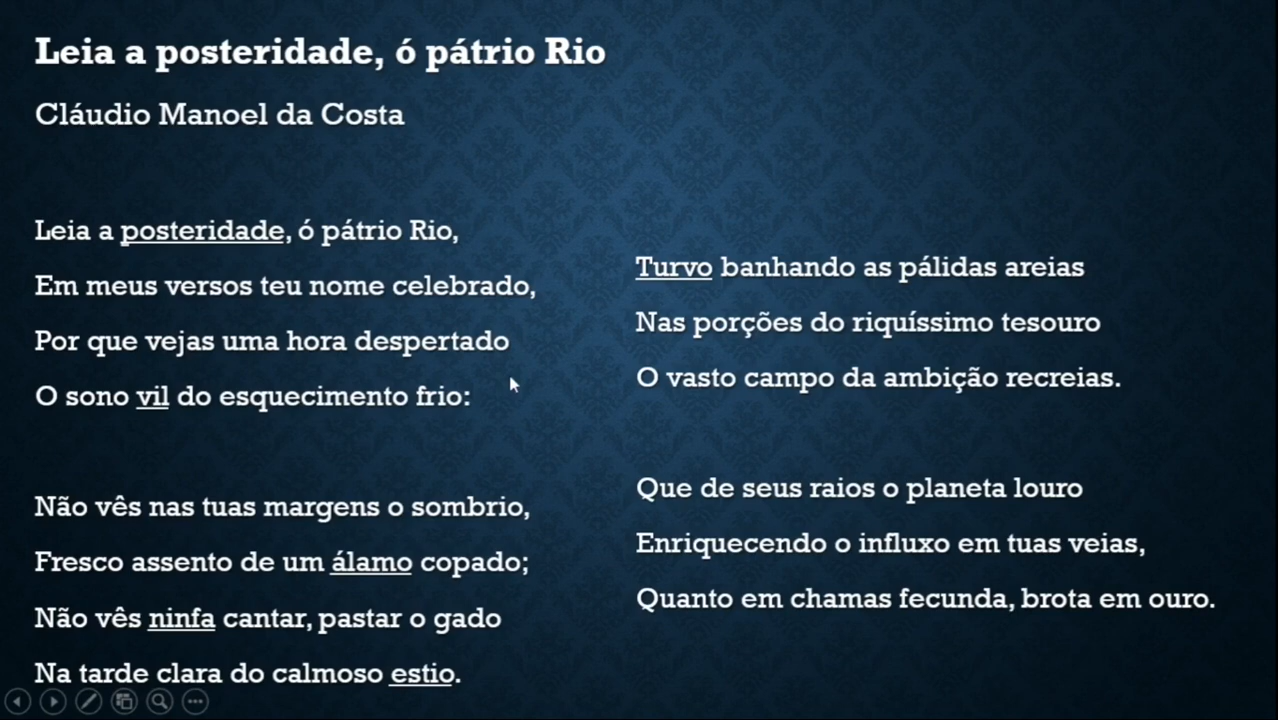 Leia a posteridade, ó pátrio Rio
Cláudio Manoel da Costa
Leia a posteridade, ó pátrio Rio,
Em meus versos teu nome celebrado,
Por que vejas uma hora despertado
O sono vil do esquecimento frio:
Não vês nas tuas margens o sombrio,
Fresco assento de um álamo copado;
Não vês ninfa cantar, pastar o gado
Na tarde clara do calmoso estio.
Turvo banhando as pálidas areias
Nas porções do riquíssimo tesouro
O vasto campo da ambição recreias.
Que de seus raios o planeta louro
Enriquecendo o influxo em tuas veias,
Quanto em chamas fecunda, brota em ouro.